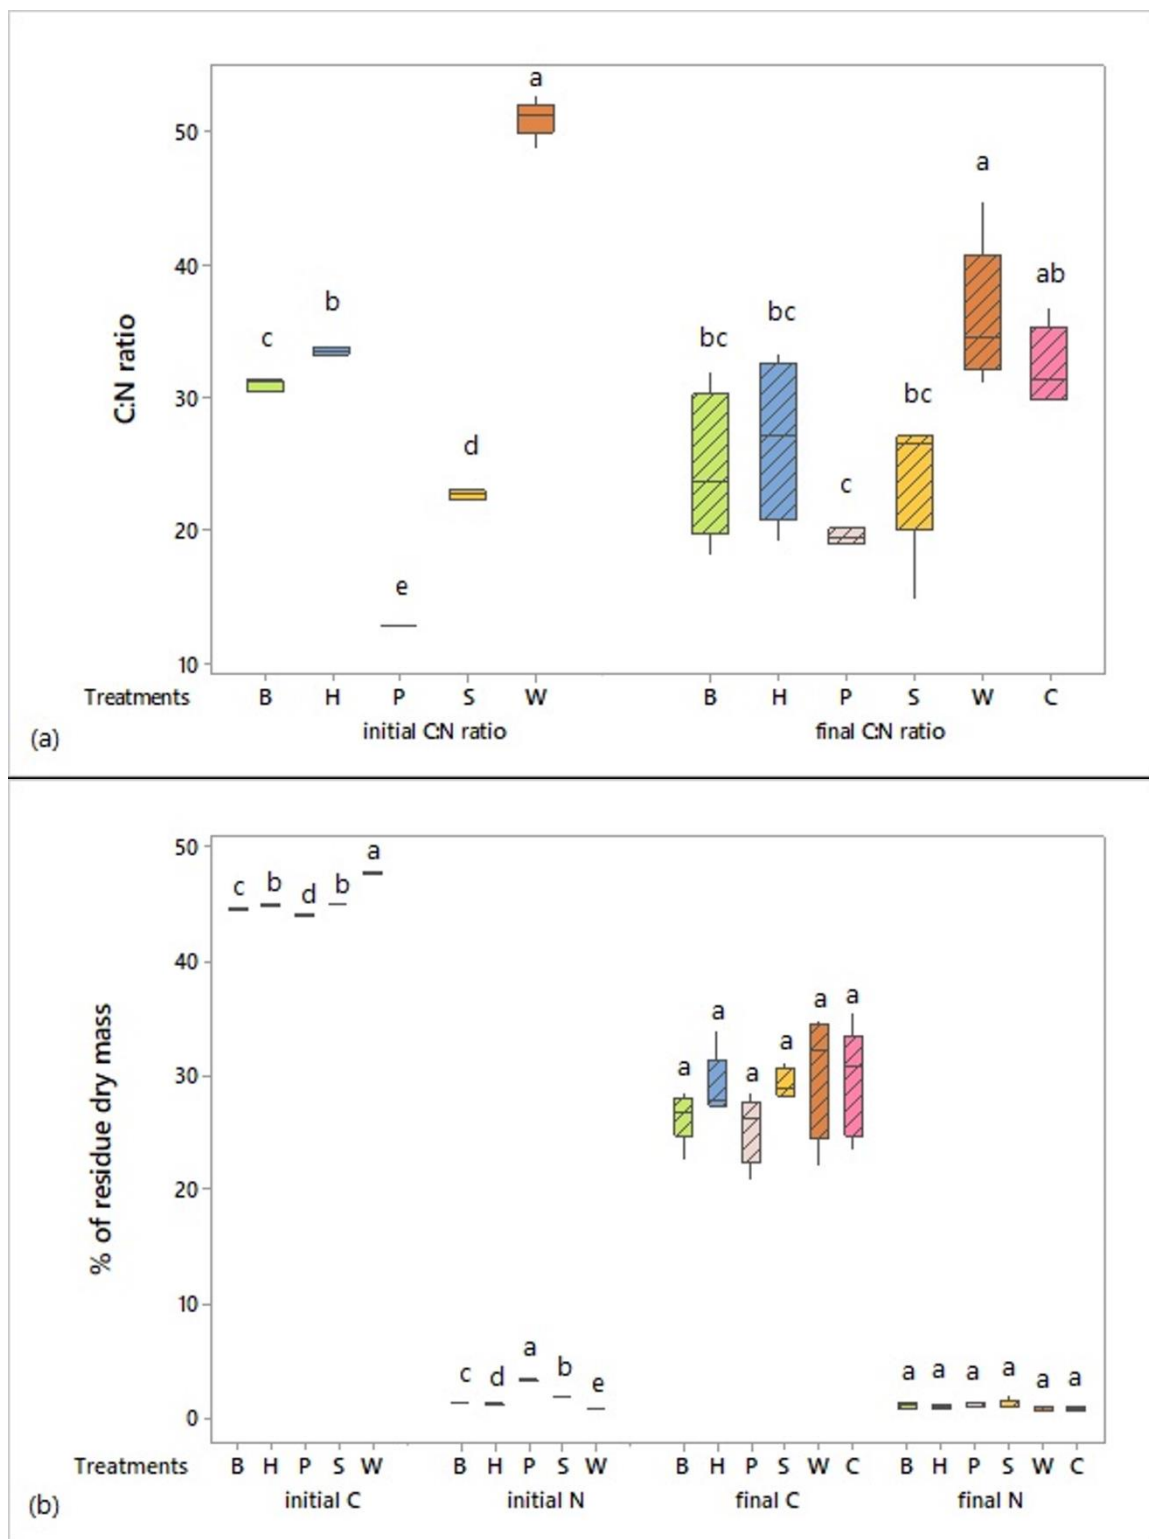 a
50
C:N ratio
40
a
ab
b
bc
c
bc
30
bc
d
c
20
e
10
Treatments B H P S W B H P S W C
initial C:N ratio final C:N ratio
(a)
50
c b d b a
40
% of residue dry mass
a a a a a a
30
20
10
c d a b e
a a a a a a
0
Treatments B H P S W B H P S W B H P S W C B H P S W C
initial C initial N final C final N
(b)